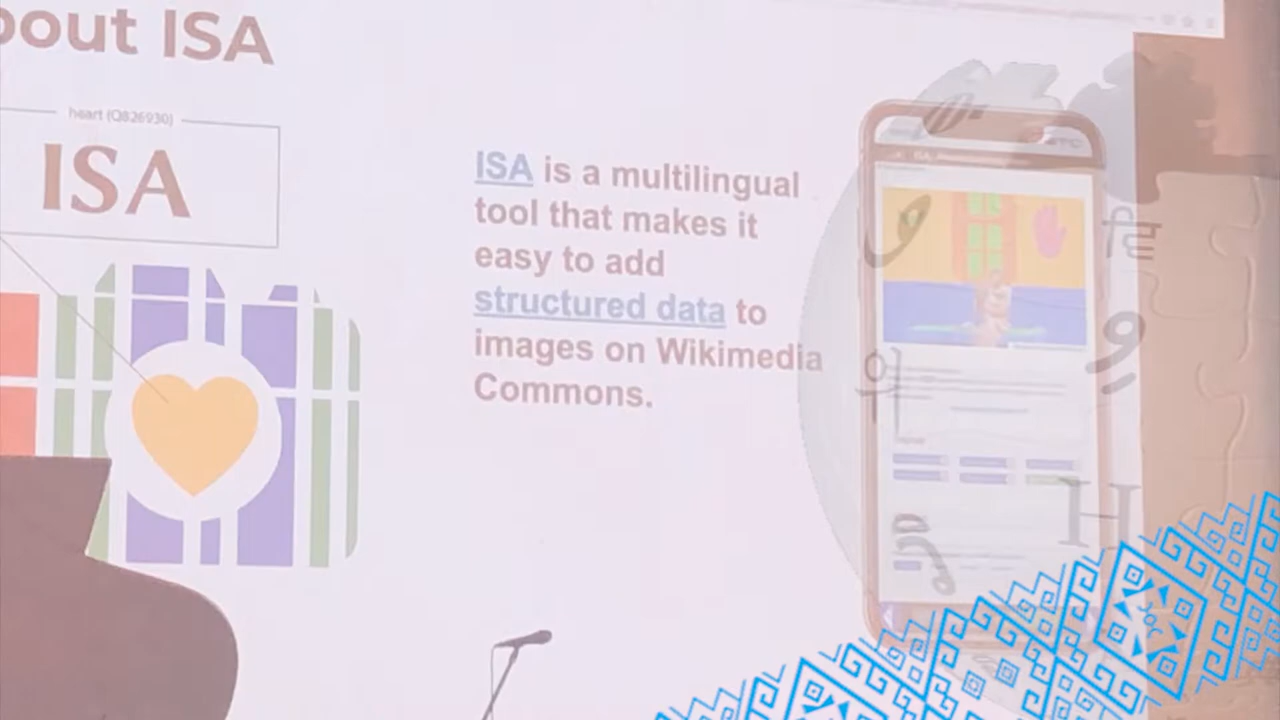 bout ISA
heart (Q826930)
ISA
ISA is a multilingual
tool that makes it
easy to add
structured data to
images on Wikimedia
Commons.
वि
위